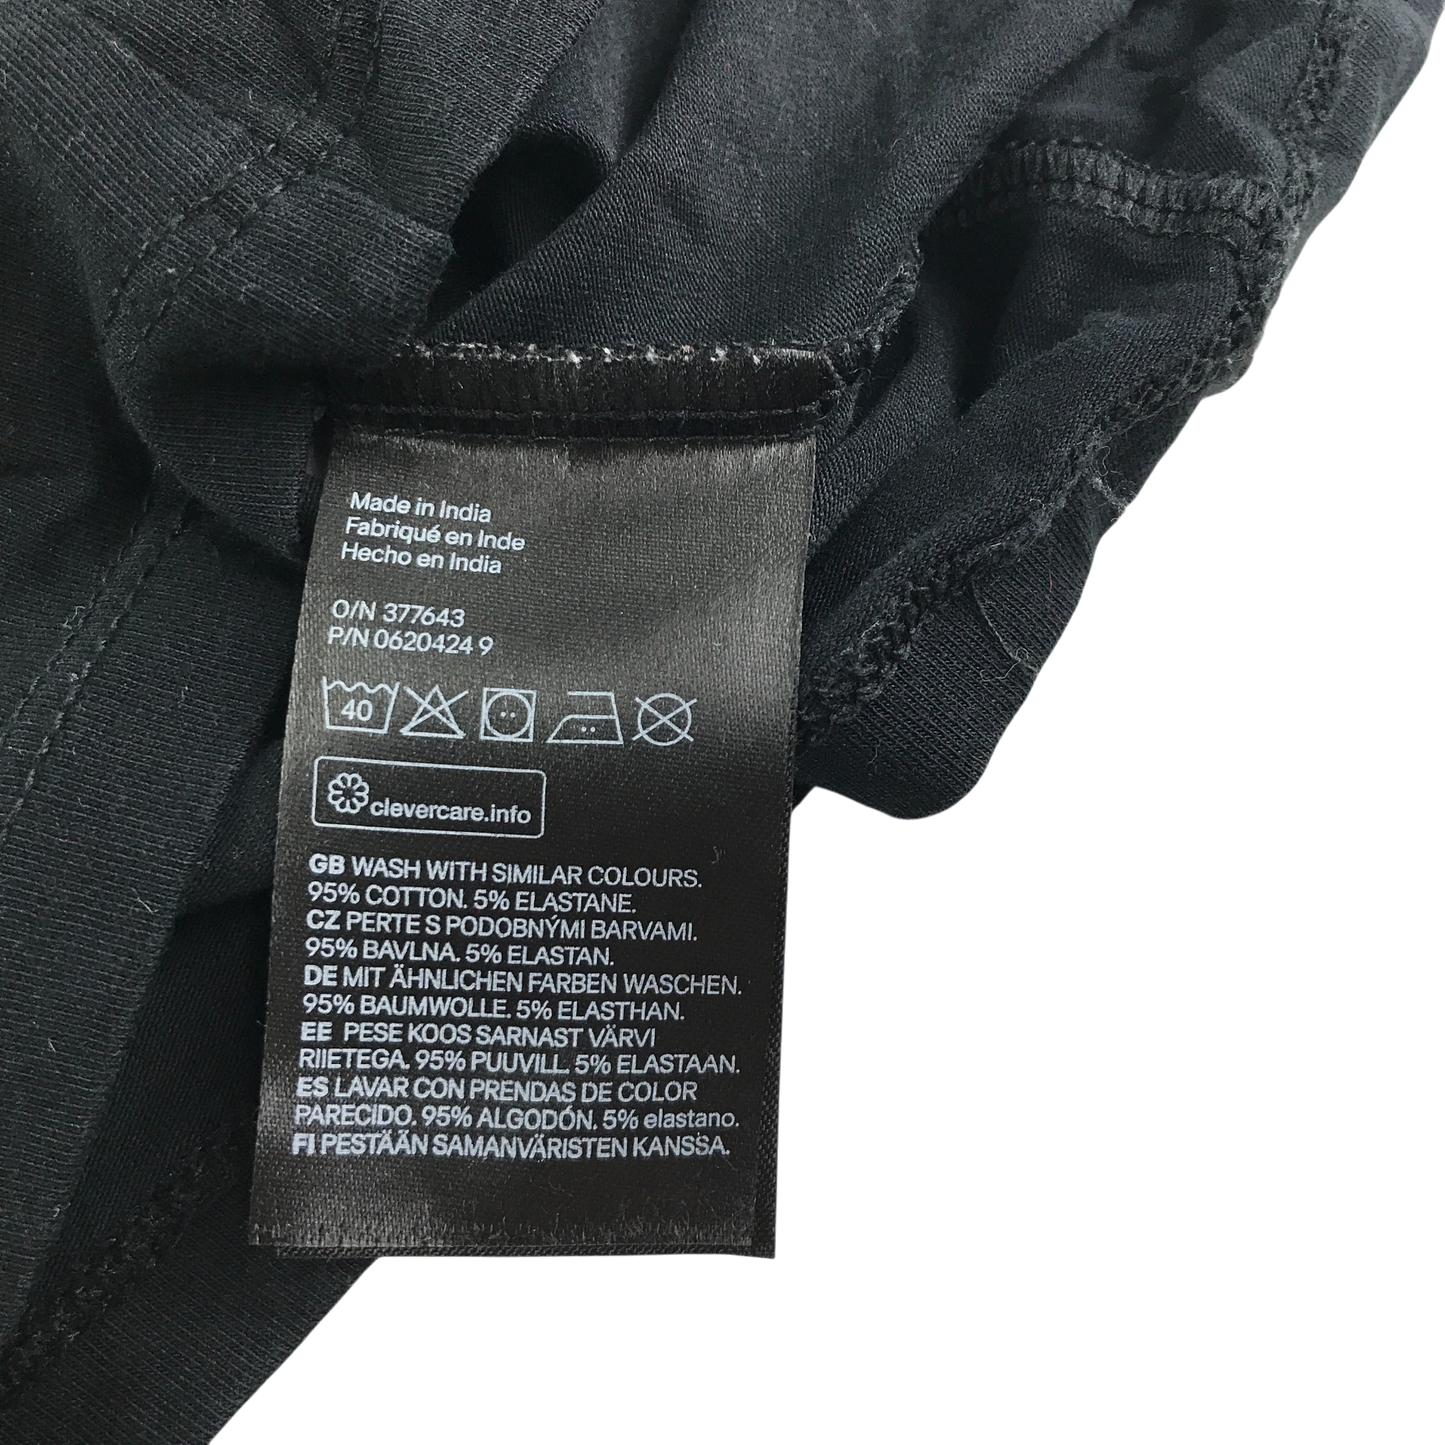 Made in India
Fabriqué en Inde
Hecho en India
O/N 377643
P/N 0620424 9
40
clevercare.info
GB WASH WITH SIMILAR COLOURS.
95% COTTON. 5% ELASTANE.
CZ PERTE S PODOBNÝMI BARVAMI.
95% BAVLNA. 5% ELASTAN.
DE MIT ÄHNLICHEN FARBEN WASCHEN.
95% BAUMWOLLE. 5% ELASTHAN.
EE PESE KOOS SARNAST VÄRVI
RIIETEGA. 95% PUUVILL. 5% ELASTAAN.
ES LAVAR CON PRENDAS DE COLOR
PARECIDO. 95% ALGODÓN. 5% elastano.
FI PESTÄÄN SAMANVÄRISTEN KANSSA.